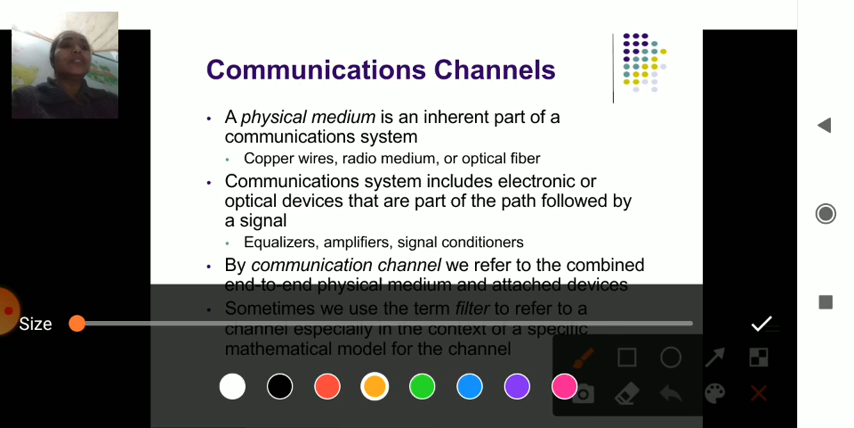 Communications Channels
• A physical medium is an inherent part of a
communications system
• Copper wires, radio medium, or optical fiber
• Communications system includes electronic or
optical devices that are part of the path followed by
a signal
• Equalizers, amplifiers, signal conditioners
• By communication channel we refer to the combined
end-to-end physical medium and attached devices
• Sometimes we use the term filter to refer to a
channel especially in the context of a specific
mathematical model for the channel
Size